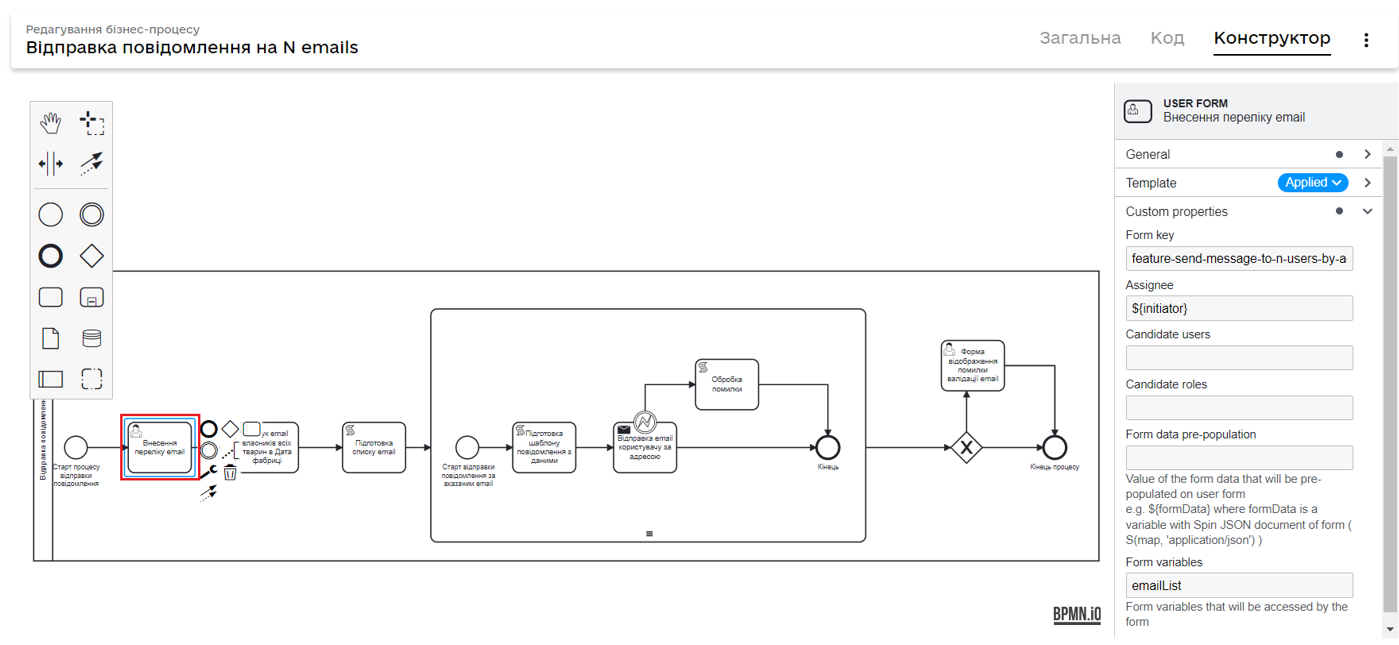 Редагування бізнес-процесу
Відправка повідомлення на N emails
Загальна
Код
Конструктор
USER FORM
Внесення переліку email
General
Template
Applied
Custom properties
Form key
feature-send-message-to-n-users-by-a
Assignee
${initiator}
Candidate users
Candidate roles
Form data pre-population
Value of the form data that will be pre-
populated on user form
e.g. ${formData} where formData is a
variable with Spin JSON document of form (
S(map, 'application/json') )
Form variables
emailList
Form variables that will be accessed by the
form
Відправка повідомлен
Старт процесу
відправки
повідомлення
Внесення
переліку email
ук email
власників всіх
тварин в Дата
фабриці
Підготовка
списку email
Старт відправки
повідомлення за
вказаним email
Підготовка
шаблону
повідомлення з
даними
Відправка email
користувачу за
адресою
Обробка
помилки
Кінець
Форма
відображення
помилки
валідації email
X
Кінець процесу
BPMN.iO